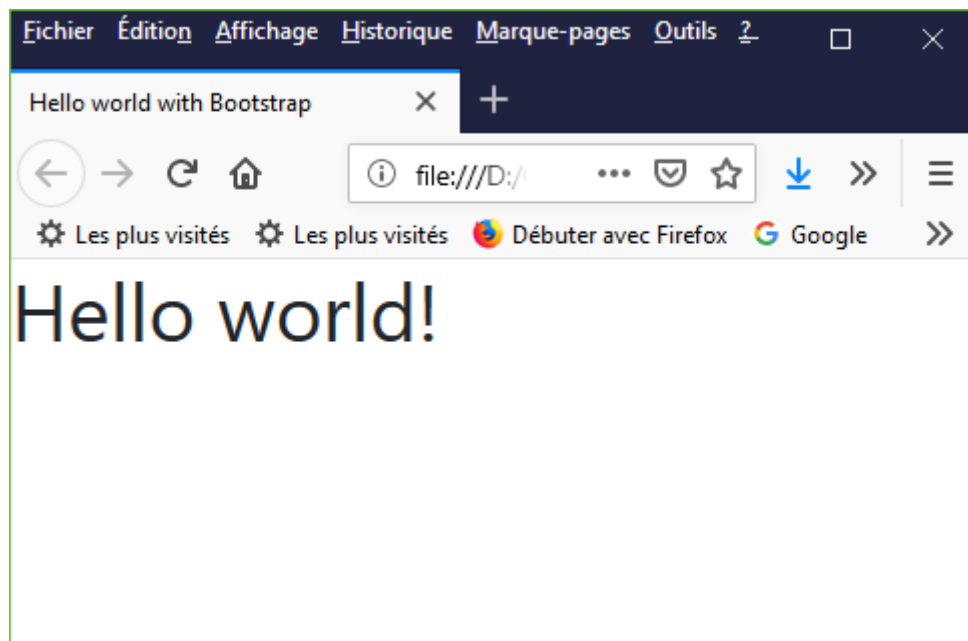 Fichier Édition Affichage Historique Marque-pages Outils ?
Hello world with Bootstrap
file:///D:/
Les plus visités Les plus visités Débuter avec Firefox G Google
Hello world!